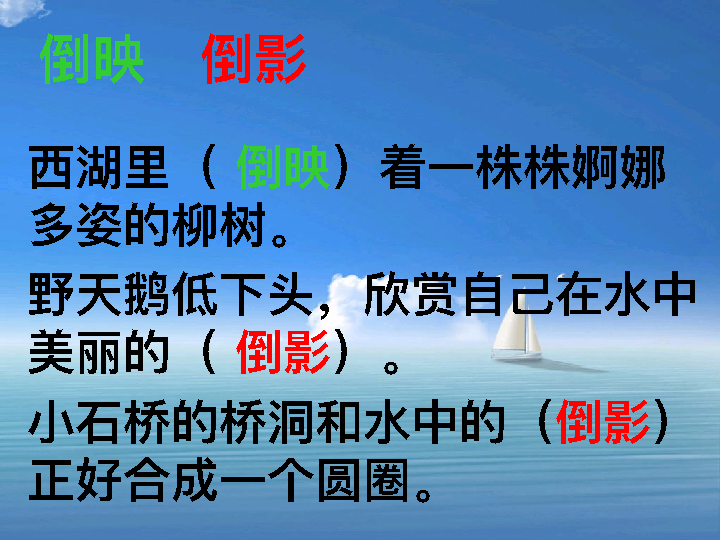 倒映 倒影
西湖里（ 倒映）着一株株婀娜
多姿的柳树。
野天鹅低下头，欣赏自己在水中
美丽的（ 倒影）。
小石桥的桥洞和水中的（倒影）
正好合成一个圆圈。